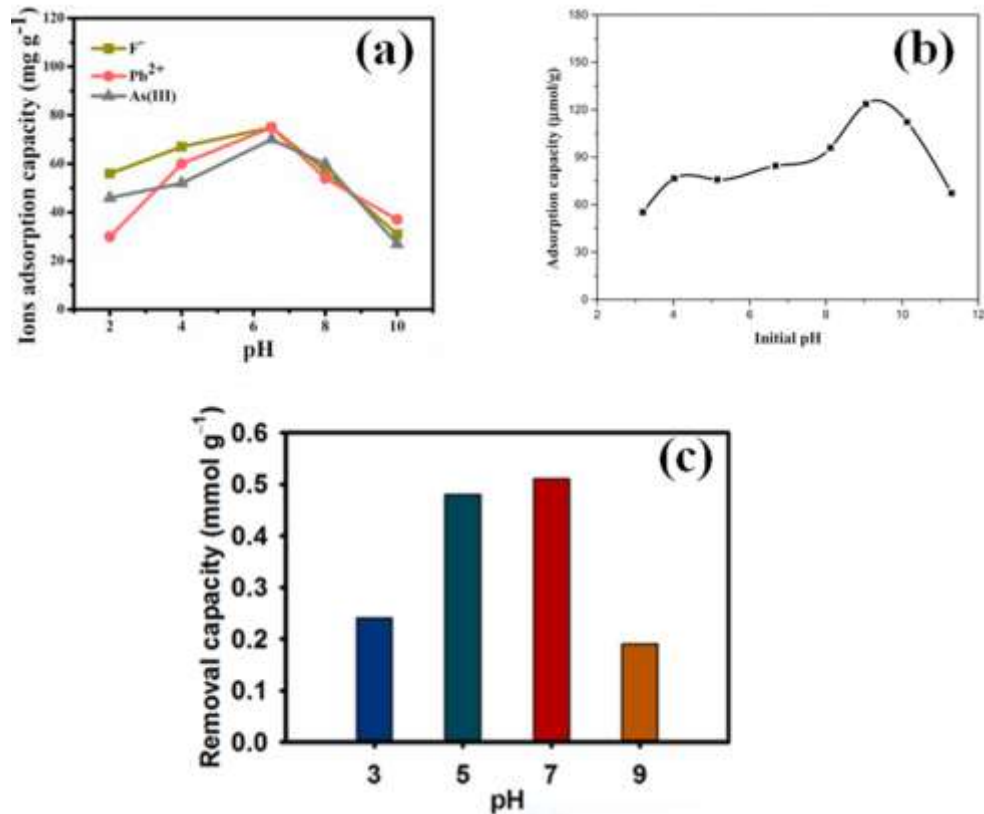 (a)
Ions adsorption capacity (mg g⁻¹)
120
100
80
60
40
20
0
F⁻
Pb²⁺
As(III)
2 4 6 8 10
pH
(b)
Adsorption capacity (μmol/g)
180
150
120
90
60
30
0
2 4 6 8 10 12
Initial pH
(c)
Removal capacity (mmol g⁻¹)
0.6
0.5
0.4
0.3
0.2
0.1
0.0
3 5 7 9
pH